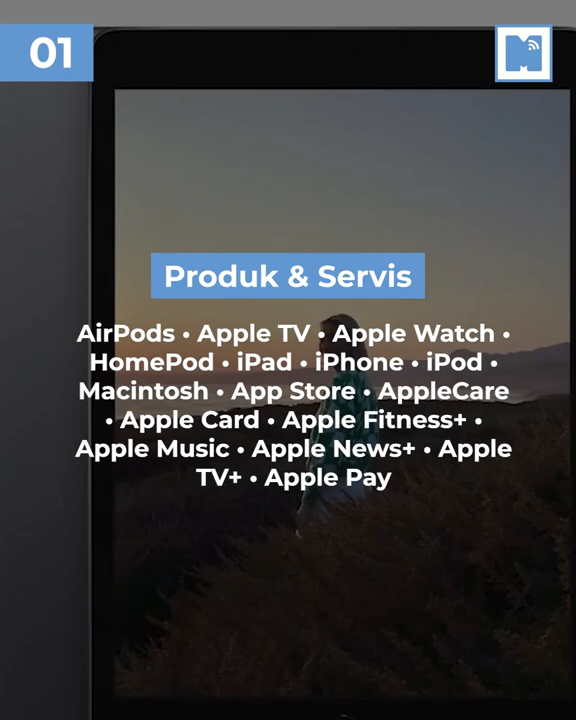 01
Produk & Servis
AirPods • Apple TV • Apple Watch •
HomePod • iPad • iPhone • iPod •
Macintosh • App Store • AppleCare
• Apple Card • Apple Fitness+ •
Apple Music • Apple News+ • Apple
TV+ • Apple Pay